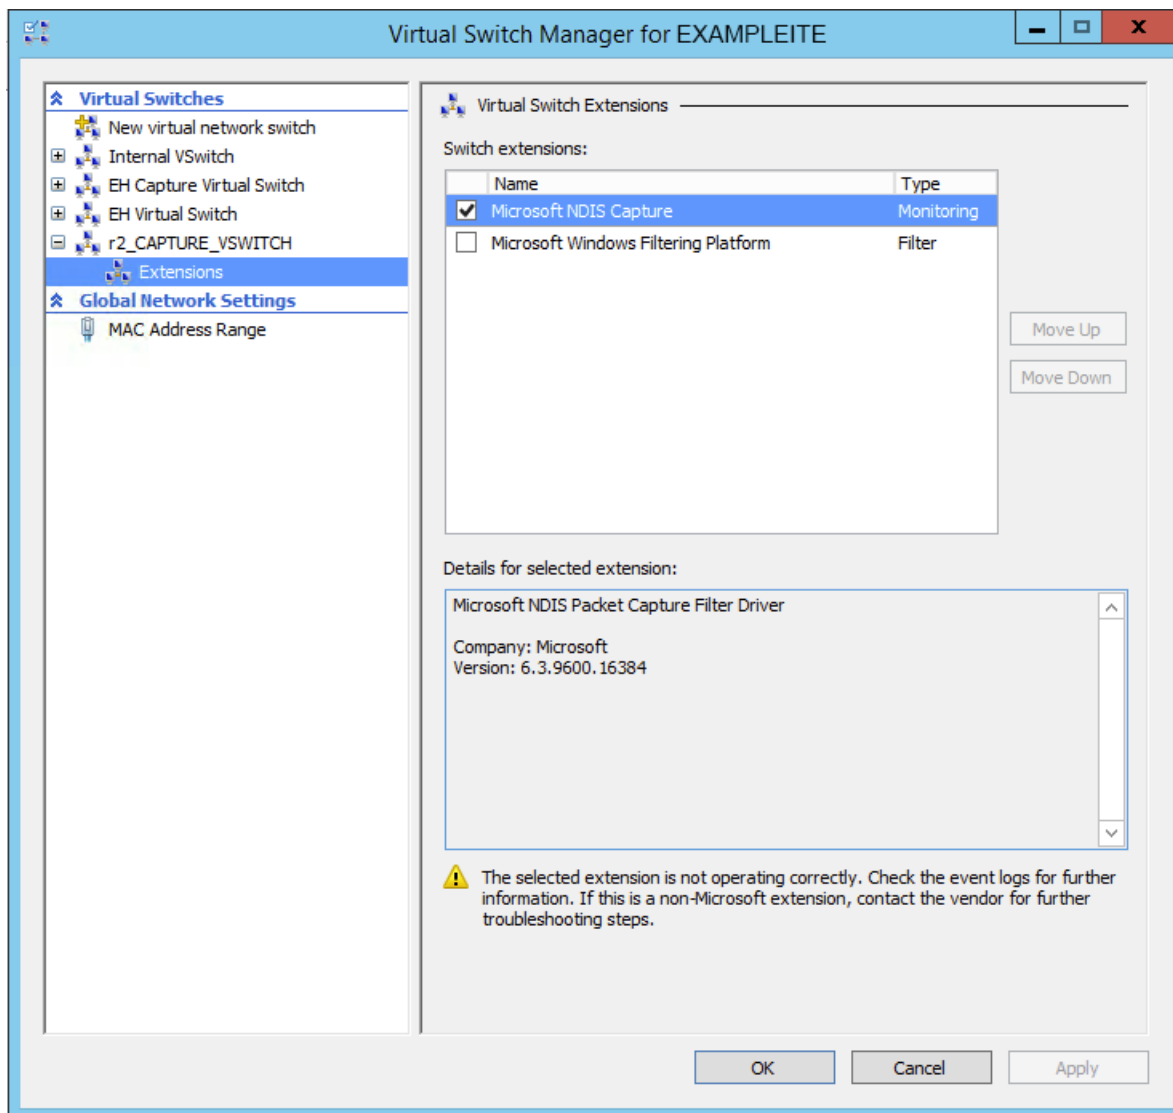 Virtual Switch Manager for EXAMPLEITE
Virtual Switches
New virtual network switch
Internal VSwitch
EH Capture Virtual Switch
EH Virtual Switch
r2_CAPTURE_VSWITCH
Extensions
Global Network Settings
MAC Address Range
Virtual Switch Extensions
Switch extensions:
Name Type
Microsoft NDIS Capture Monitoring
Microsoft Windows Filtering Platform Filter
Move Up
Move Down
Details for selected extension:
Microsoft NDIS Packet Capture Filter Driver
Company: Microsoft
Version: 6.3.9600.16384
The selected extension is not operating correctly. Check the event logs for further
information. If this is a non-Microsoft extension, contact the vendor for further
troubleshooting steps.
OK Cancel Apply